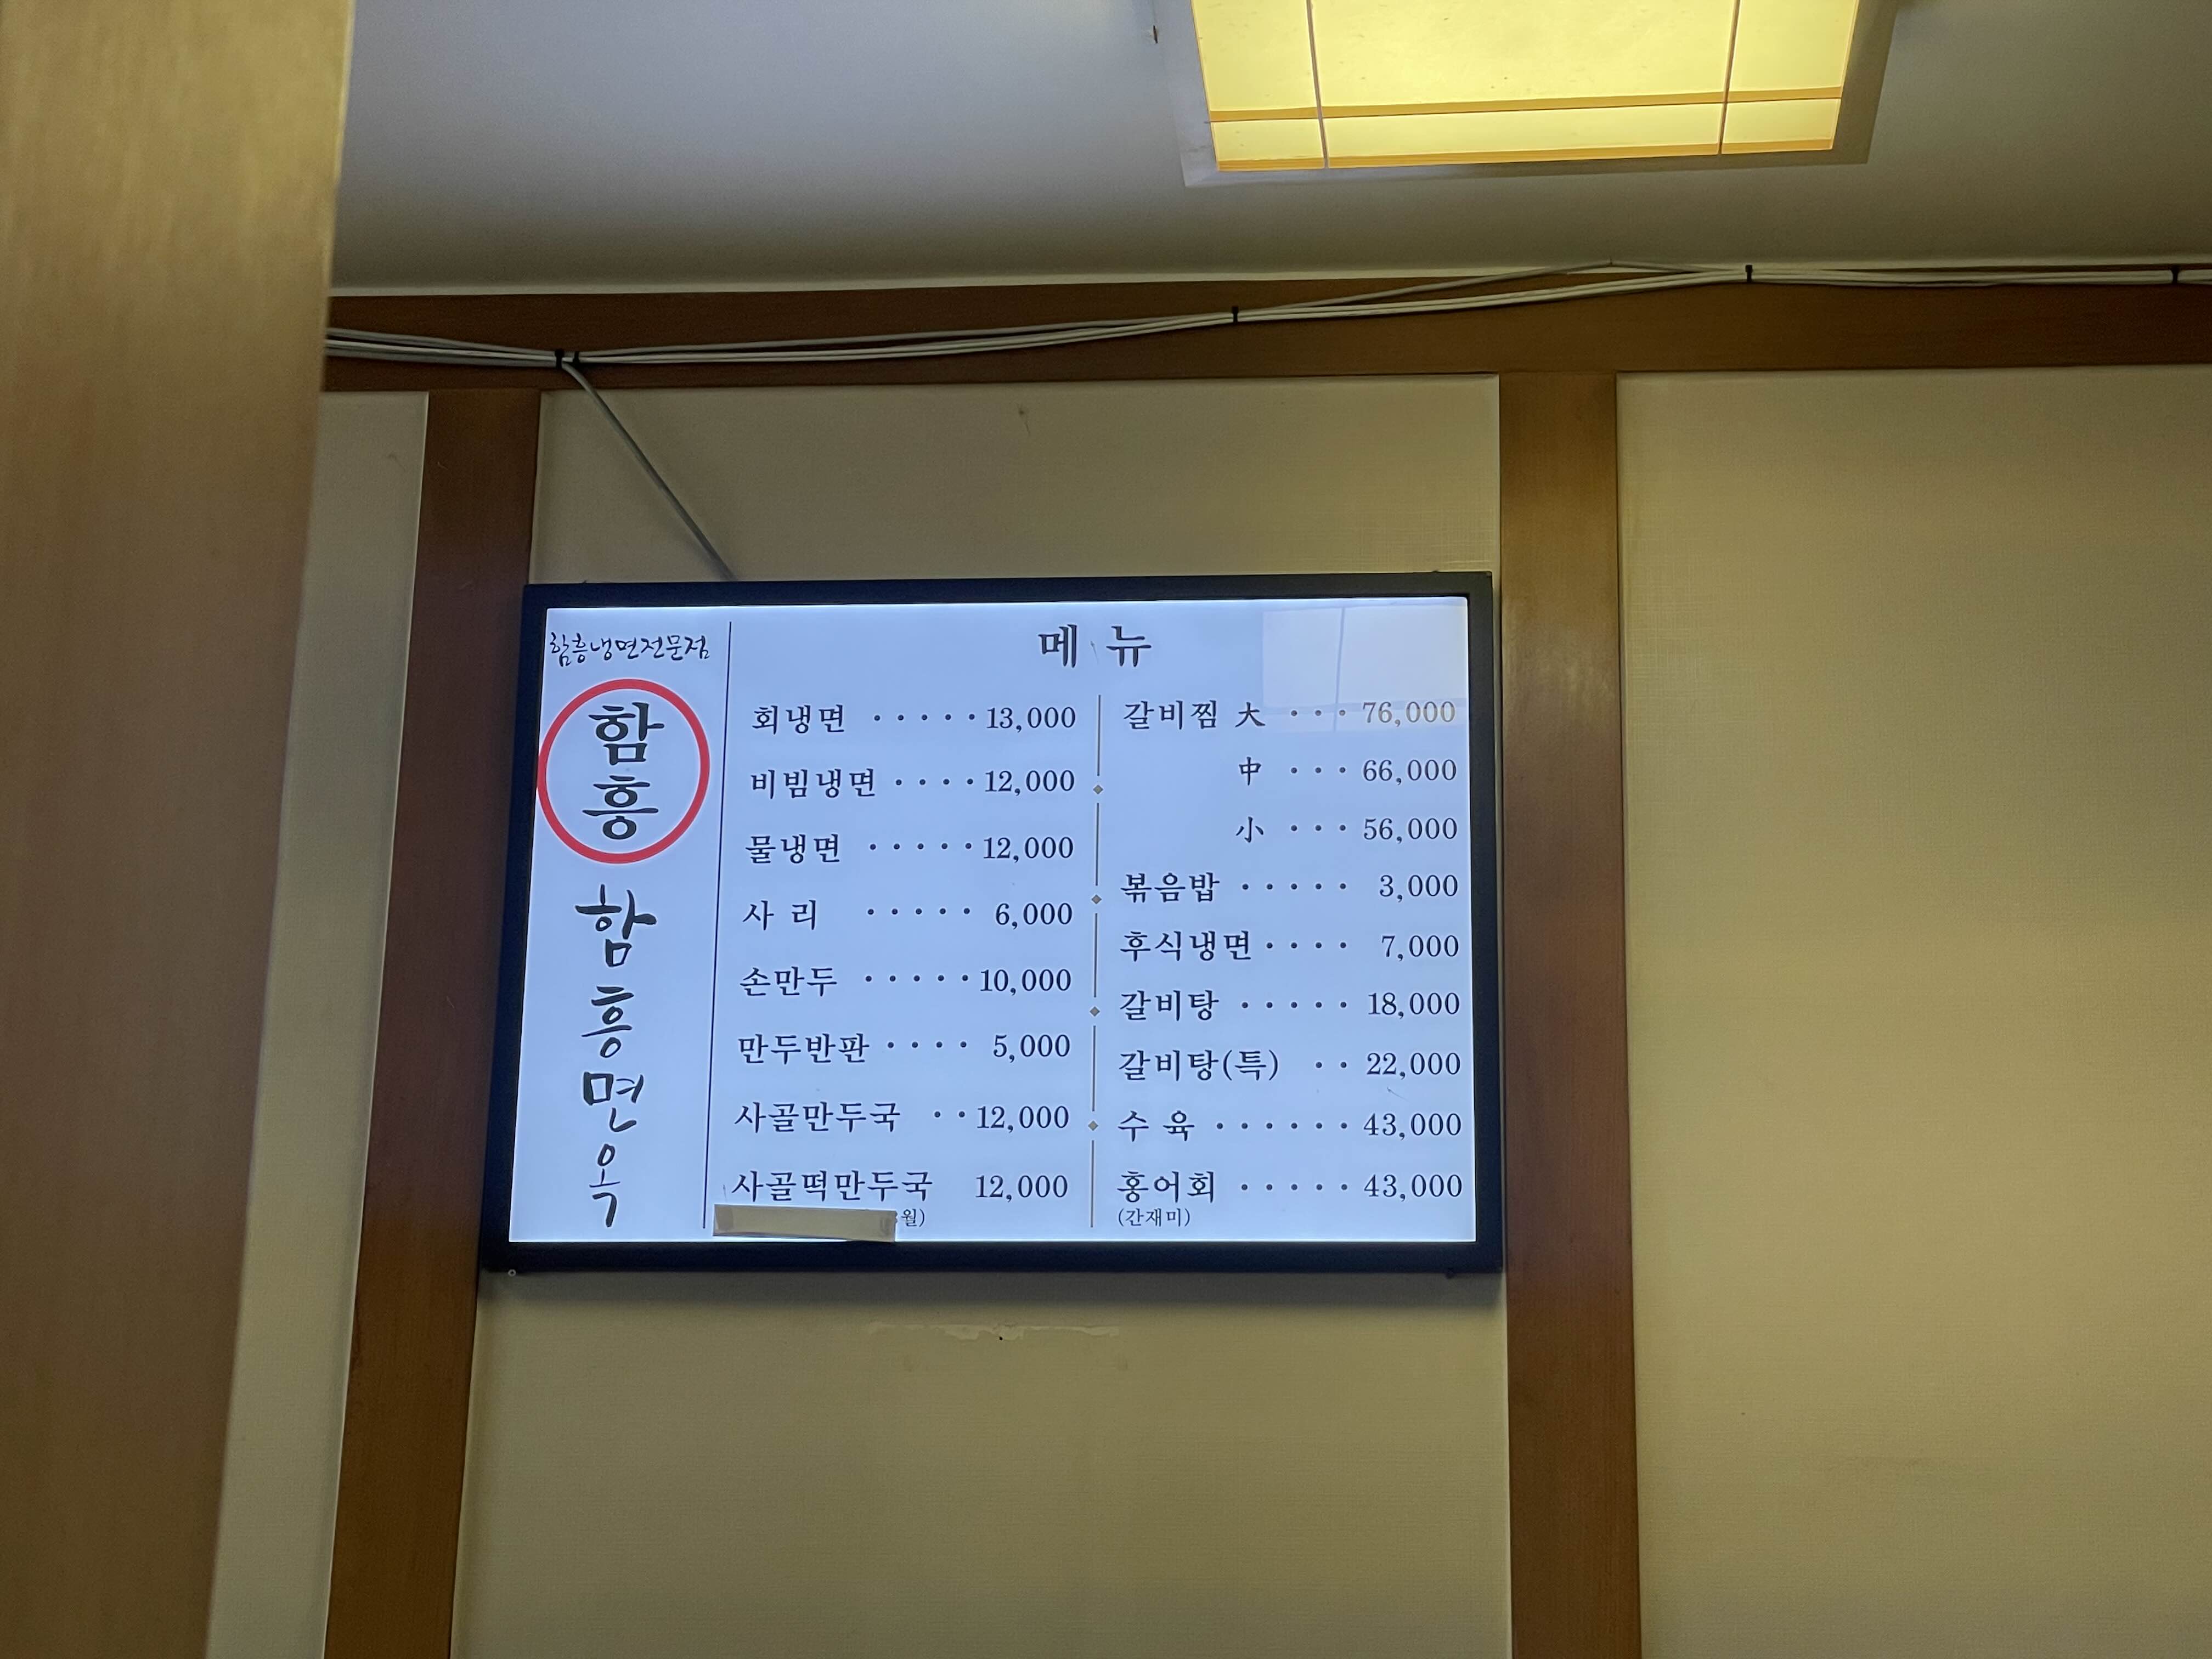 함흥냉면전문점
함흥
함흥면옥
메뉴
회냉면 ····· 13,000
비빔냉면 ···· 12,000
물냉면 ····· 12,000
사 리 ····· 6,000
손만두 ····· 10,000
만두반판 ···· 5,000
사골만두국 ·· 12,000
사골떡만두국 12,000
월)
갈비찜 大 ··· 76,000
中 ··· 66,000
小 ··· 56,000
볶음밥 ····· 3,000
후식냉면 ···· 7,000
갈비탕 ····· 18,000
갈비탕(특) ·· 22,000
수 육 ······ 43,000
홍어회 ····· 43,000
(간재미)